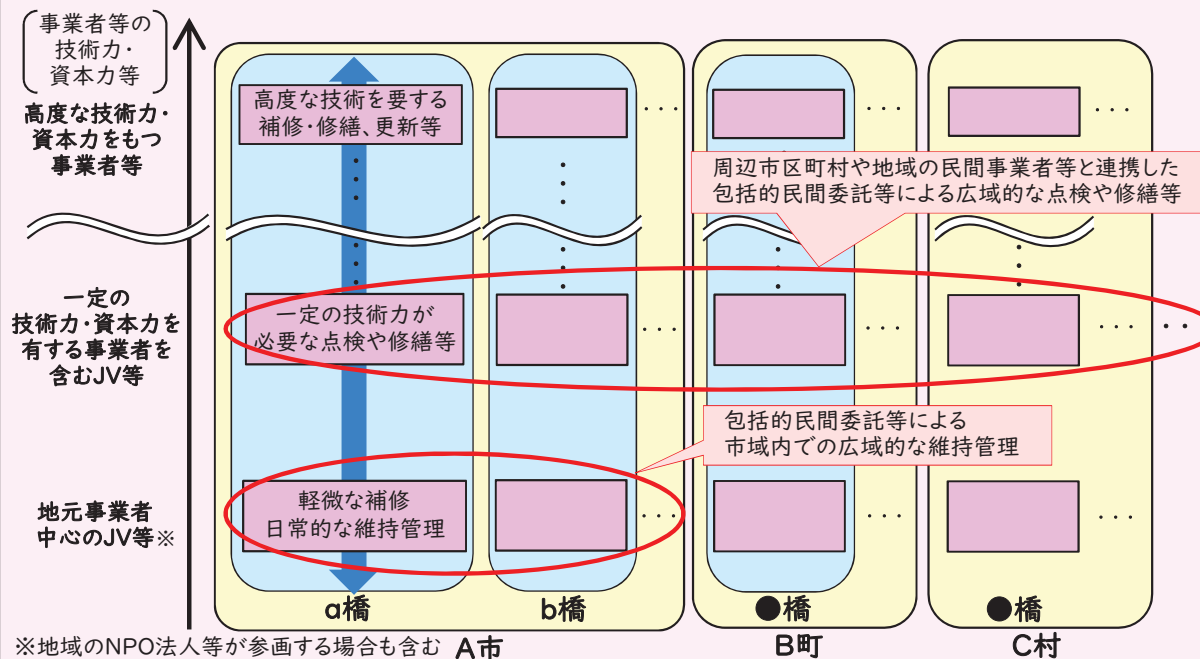 事業者等の
技術力・
資本力等
高度な技術力・
資本力をもつ
事業者等
高度な技術を要する
補修・修繕、更新等
・・・
・・・
・・・
周辺市区町村や地域の民間事業者等と連携した
包括的民間委託等による広域的な点検や修繕等
一定の
技術力・資本力を
有する事業者を
含むJV等
一定の技術力が
必要な点検や修繕等
・・・
・・・
・・・
包括的民間委託等による
市域内での広域的な維持管理
地元事業者
中心のJV等※
軽微な補修
日常的な維持管理
・・・
・・・
・・・
a橋
b橋
●橋
●橋
※地域のNPO法人等が参画する場合も含む
A市
B町
C村